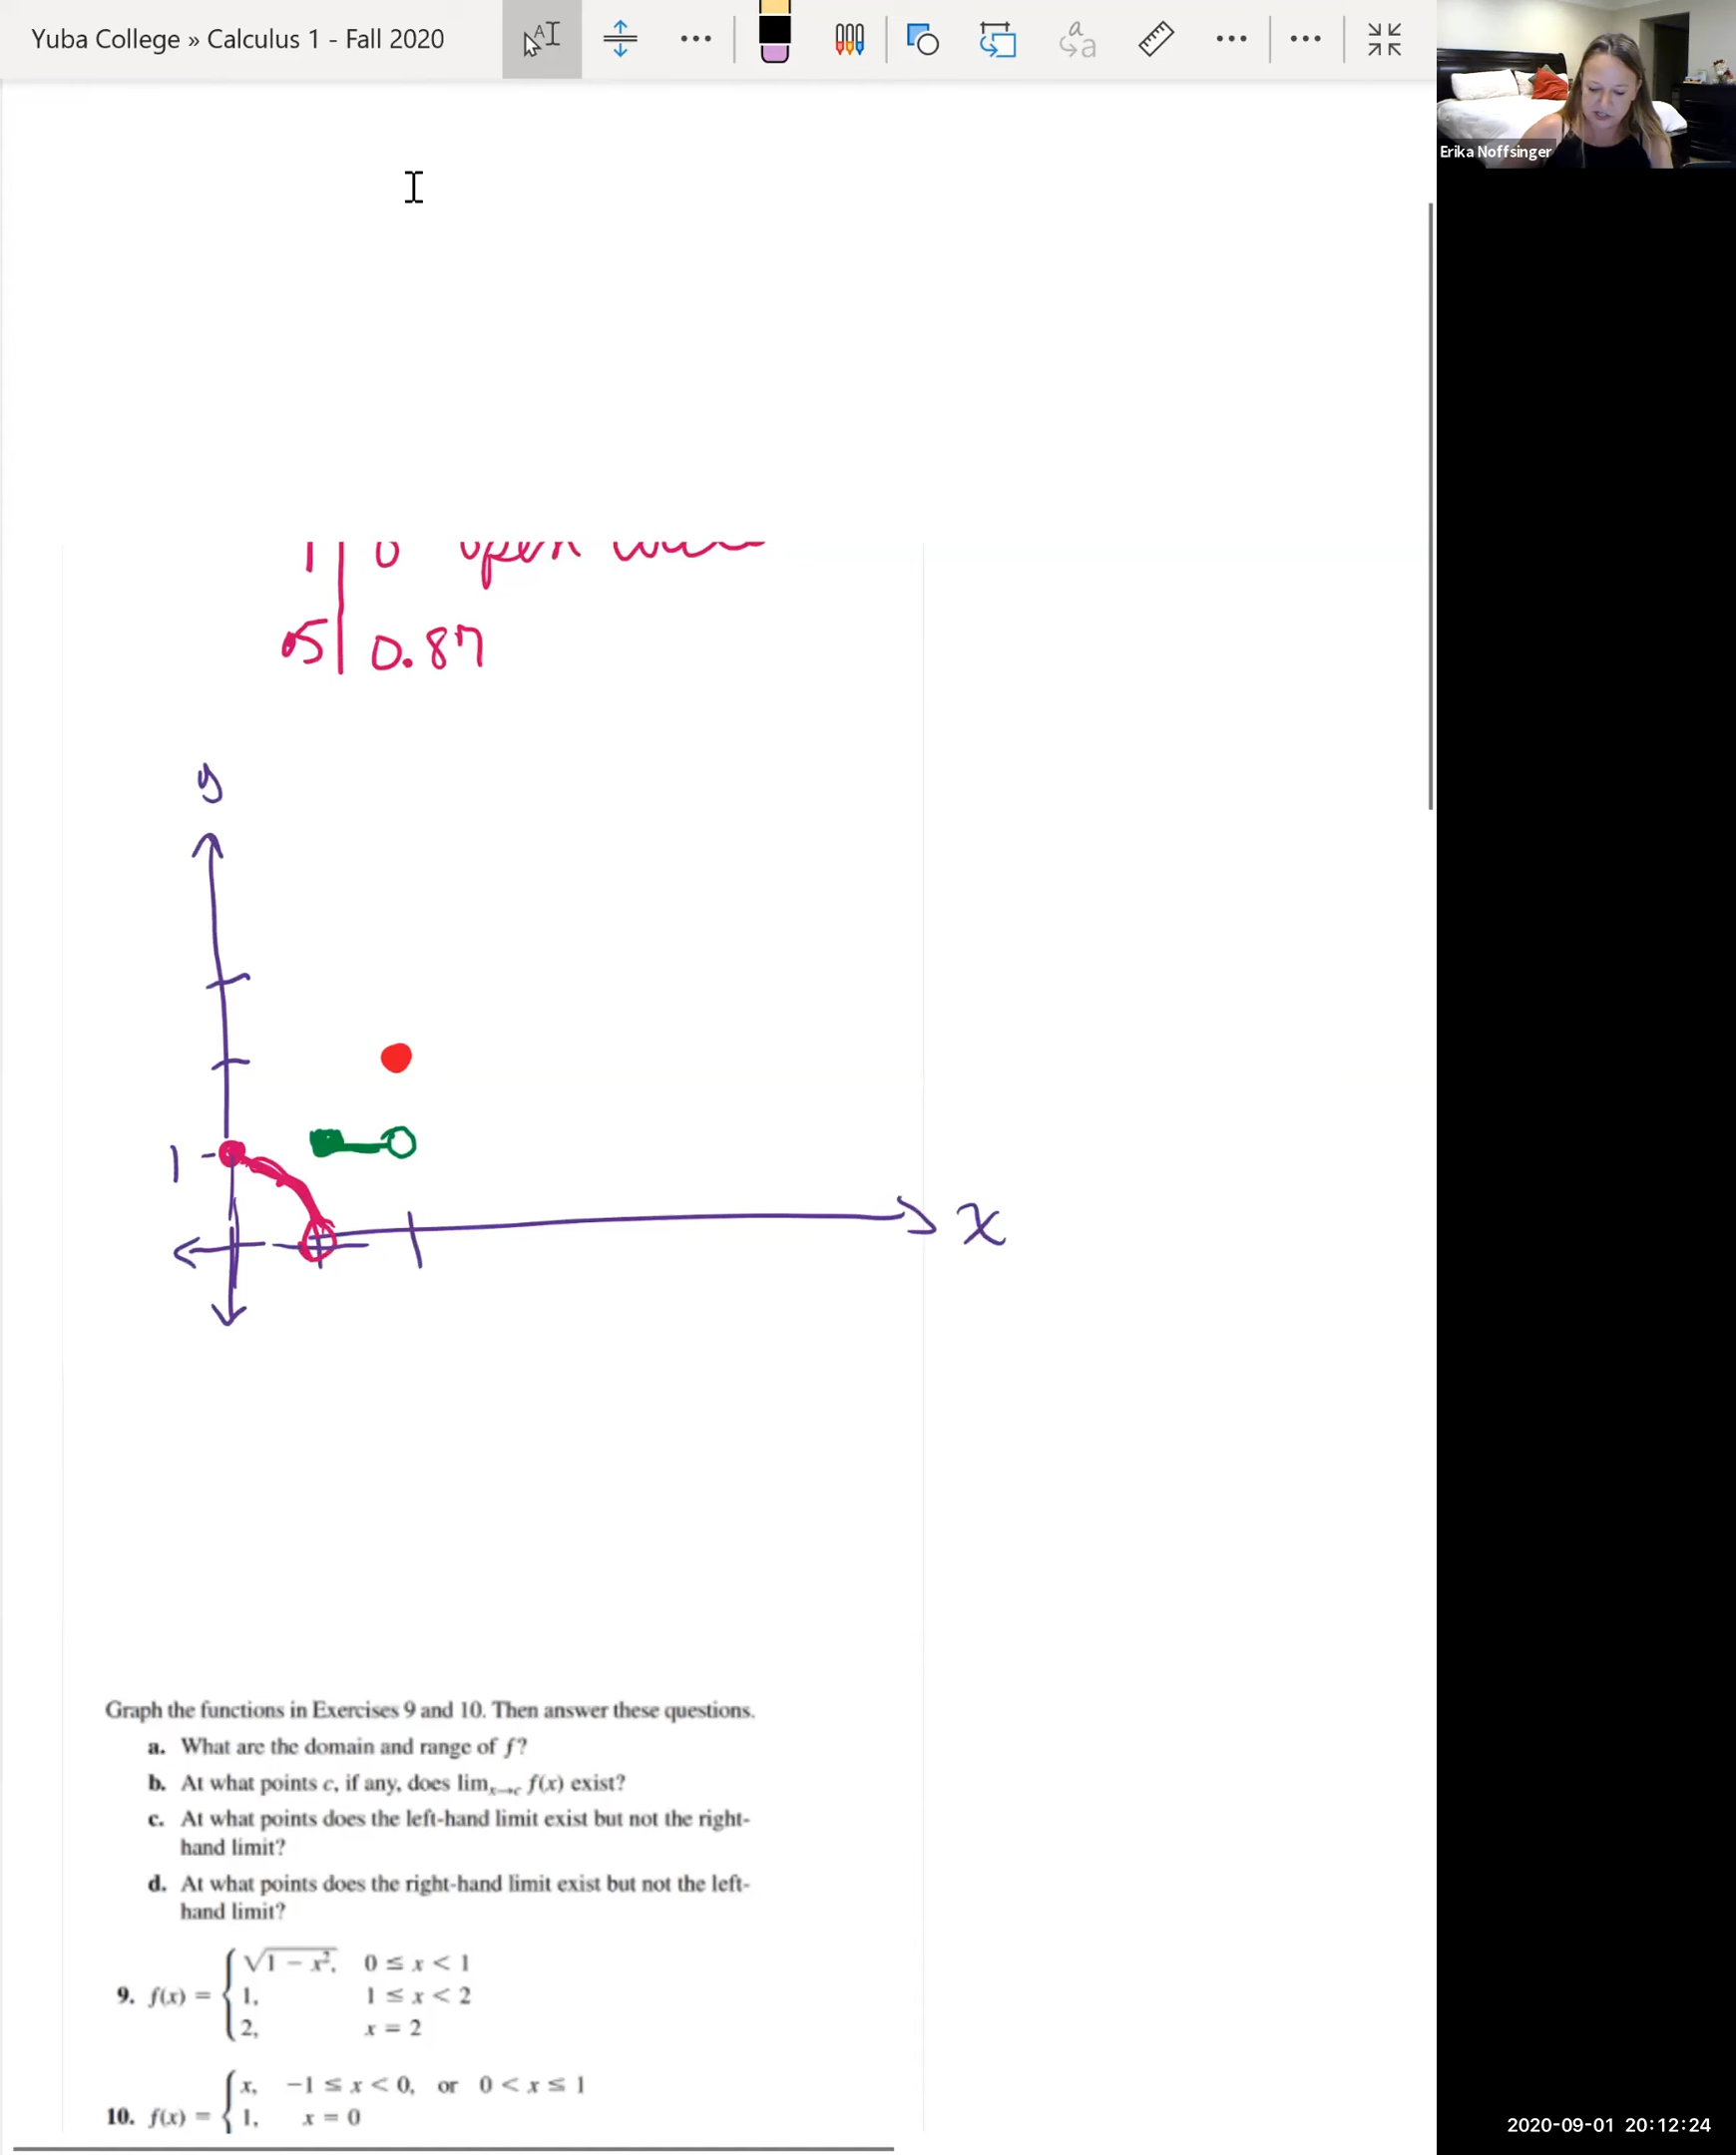 Yuba College » Calculus 1 - Fall 2020
Erika Noffsinger
1 0 open
.5 0.87
y
1
x
Graph the functions in Exercises 9 and 10. Then answer these questions.
a. What are the domain and range of f?
b. At what points c, if any, does lim x→c f(x) exist?
c. At what points does the left-hand limit exist but not the right-
hand limit?
d. At what points does the right-hand limit exist but not the left-
hand limit?
9. f(x) = { √1 − x², 0 ≤ x < 1
1, 1 ≤ x < 2
2, x = 2
10. f(x) = { x, −1 ≤ x < 0, or 0 < x ≤ 1
1, x = 0
2020-09-01 20:12:24